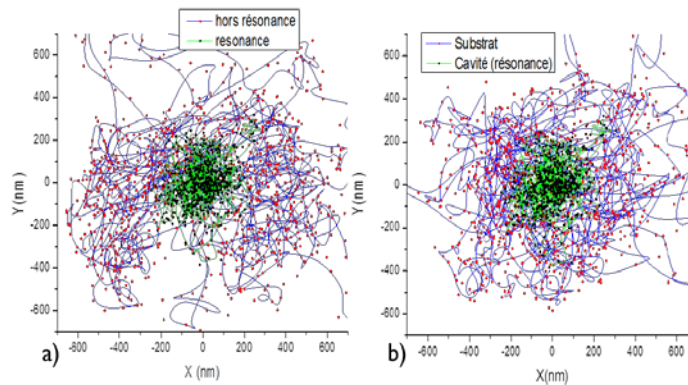 hors résonance
resonance
Substrat
Cavité (résonance)
600
400
200
0
-200
-400
-600
Y (nm)
-600 -400 -200 0 200 400 600
X (nm)
a)
600
400
200
0
-200
-400
-600
Y (nm)
-600 -400 -200 0 200 400 600
X(nm)
b)